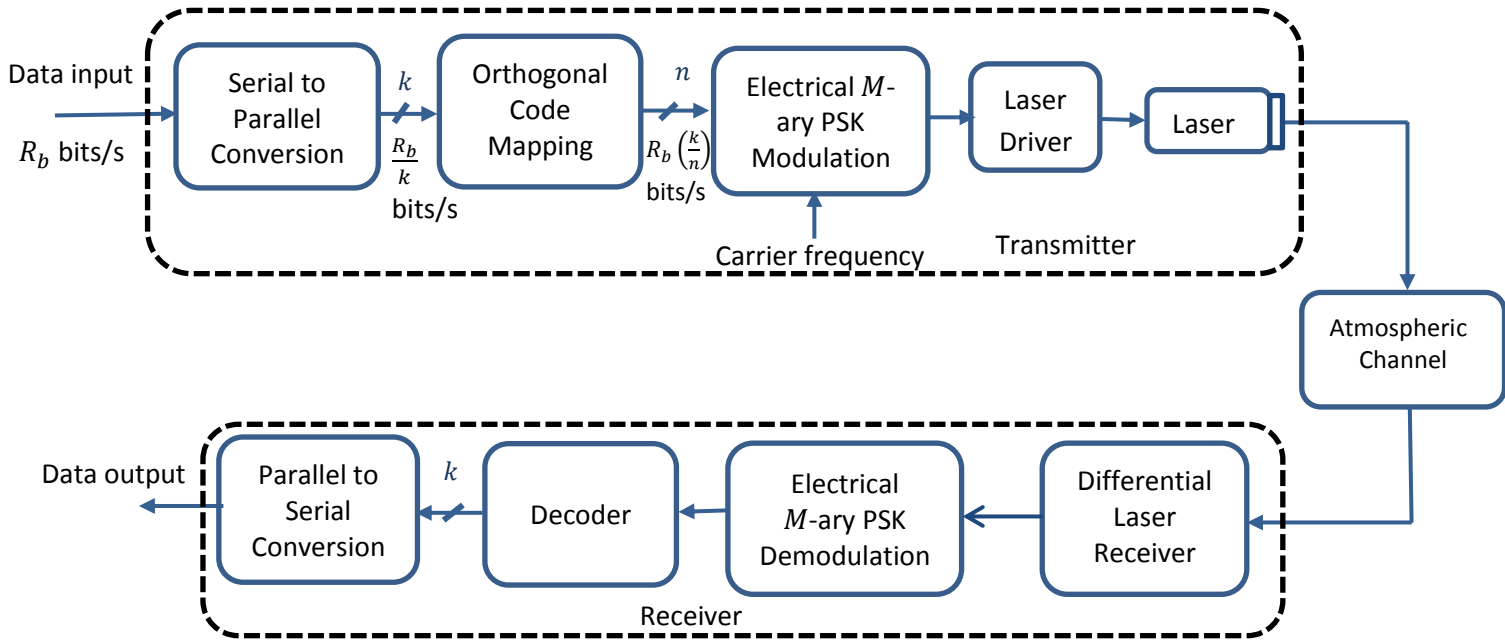 Data input
R_b bits/s
Serial to
Parallel
Conversion
k
R_b/k
bits/s
Orthogonal
Code
Mapping
n
R_b (k/n)
bits/s
Electrical M-
ary PSK
Modulation
Carrier frequency
Laser
Driver
Laser
Transmitter
Atmospheric
Channel
Data output
Parallel to
Serial
Conversion
k
Decoder
Electrical
M-ary PSK
Demodulation
Differential
Laser
Receiver
Receiver